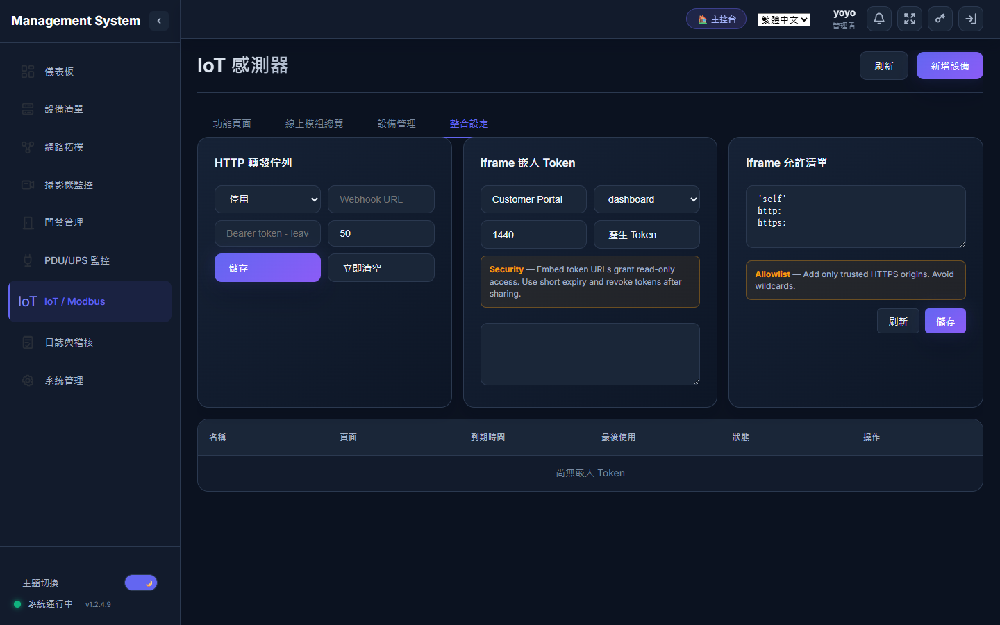 Management System
主控台
繁體中文
yoyo
管理者
儀表板
設備清單
網路拓樸
攝影機監控
門禁管理
PDU/UPS 監控
IoT IoT / Modbus
日誌與稽核
系統管理
主題切換
系統運行中 v1.2.4.9
IoT 感測器
刷新
新增設備
功能頁面
線上模組總覽
設備管理
整合設定
HTTP 轉發佇列
停用
Webhook URL
Bearer token - leav
50
儲存
立即清空
iframe 嵌入 Token
Customer Portal
dashboard
1440
產生 Token
Security — Embed token URLs grant read-only
access. Use short expiry and revoke tokens after
sharing.
iframe 允許清單
'self'
http:
https:
Allowlist — Add only trusted HTTPS origins. Avoid
wildcards.
刷新
儲存
名稱 頁面 到期時間 最後使用 狀態 操作
尚無嵌入 Token